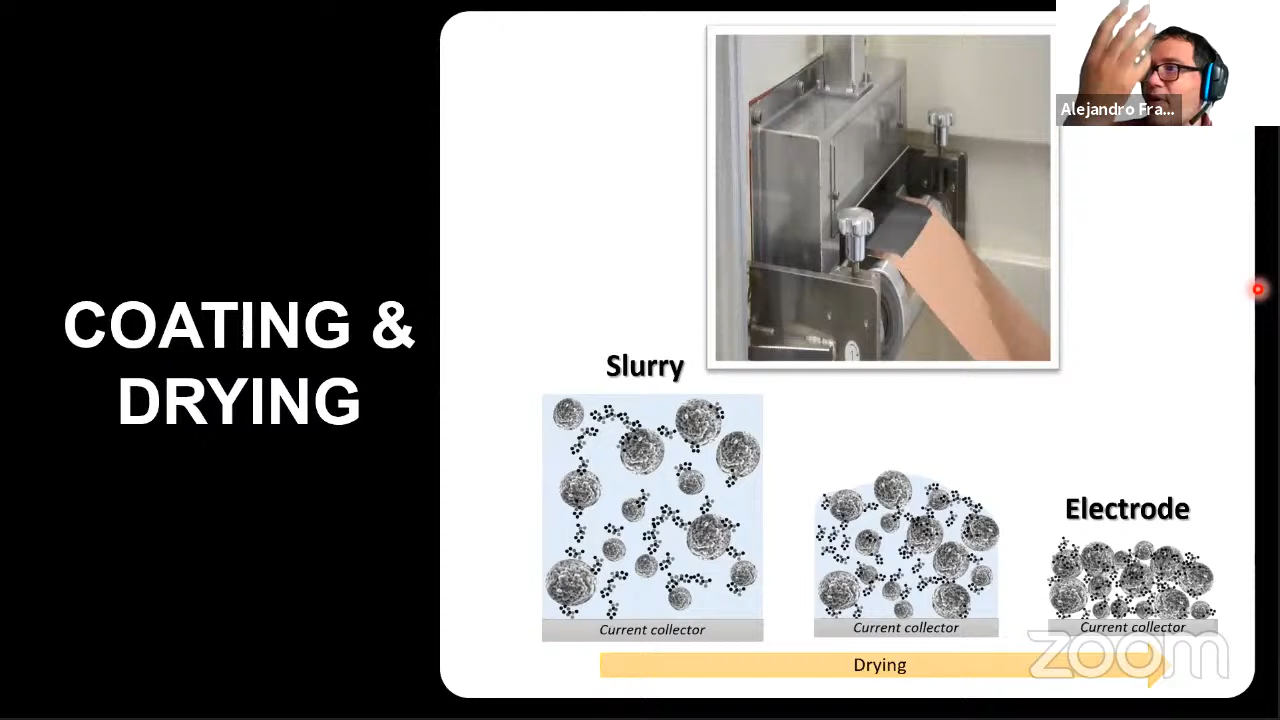 Alejandro Fra...
COATING &
DRYING
Slurry
Electrode
Current collector
Current collector
Current collector
Drying
zoom